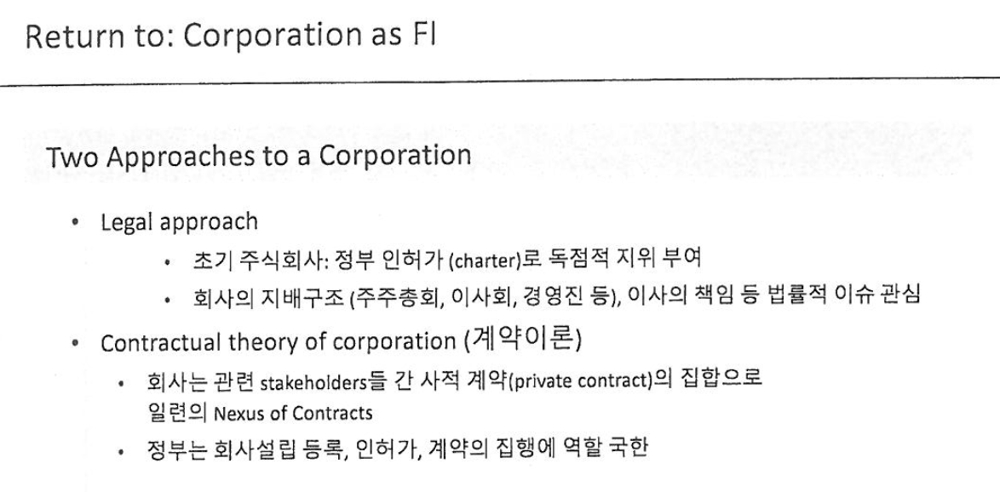 Return to: Corporation as FI
Two Approaches to a Corporation
• Legal approach
• 초기 주식회사: 정부 인허가 (charter)로 독점적 지위 부여
• 회사의 지배구조 (주주총회, 이사회, 경영진 등), 이사의 책임 등 법률적 이슈 관심
• Contractual theory of corporation (계약이론)
• 회사는 관련 stakeholders들 간 사적 계약(private contract)의 집합으로
일련의 Nexus of Contracts
• 정부는 회사설립 등록, 인허가, 계약의 집행에 역할 국한